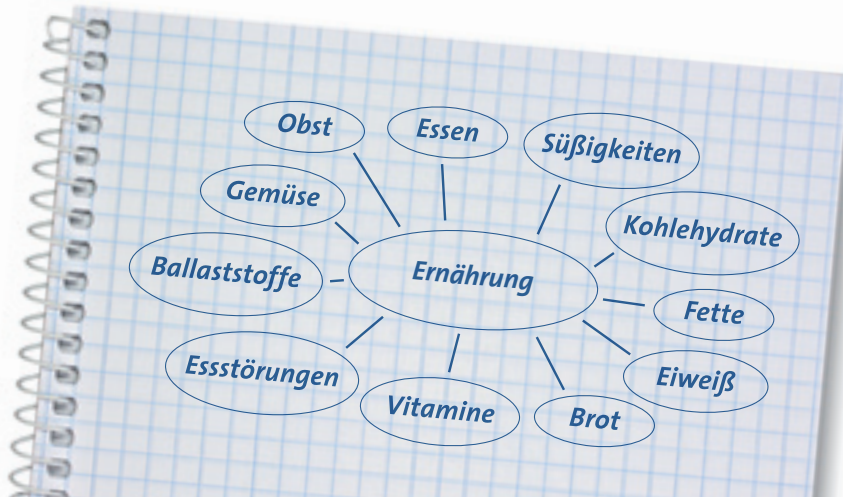 Obst
Essen
Süßigkeiten
Gemüse
Kohlehydrate
Ballaststoffe
Ernährung
Fette
Essstörungen
Eiweiß
Vitamine
Brot